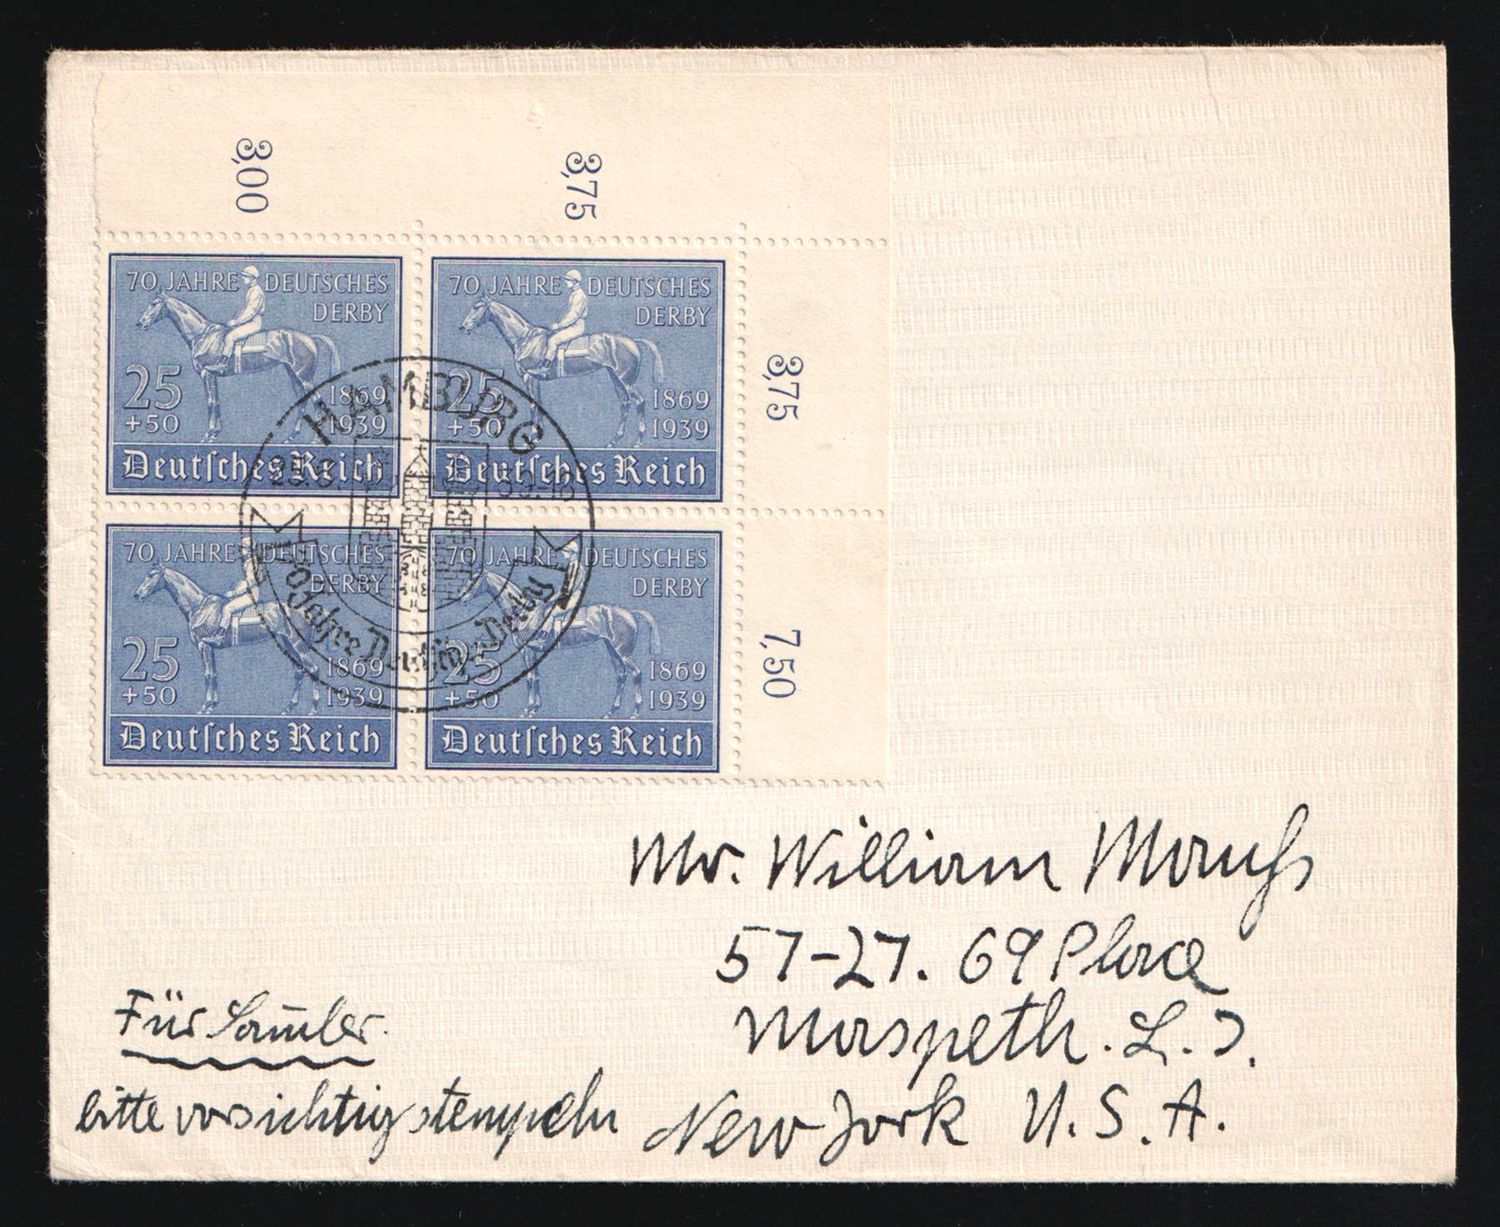 3,00
3,75
70 JAHRE DEUTSCHES
DERBY
25
+50
1869
1939
Deutſches Reich
70 JAHRE DEUTSCHES
DERBY
25
+50
1869
1939
Deutſches Reich
3,75
70 JAHRE DEUTSCHES
DERBY
25
+50
1869
1939
Deutſches Reich
70 JAHRE DEUTSCHES
DERBY
25
+50
1869
1939
Deutſches Reich
7,50
HAMBURG
Jahre Deutſches Derby
Mr. William
57-27. 69 Place
Maspeth. L. I.
New York U.S.A.
Für Sam̅ler.
bitte vorsichtig stempeln